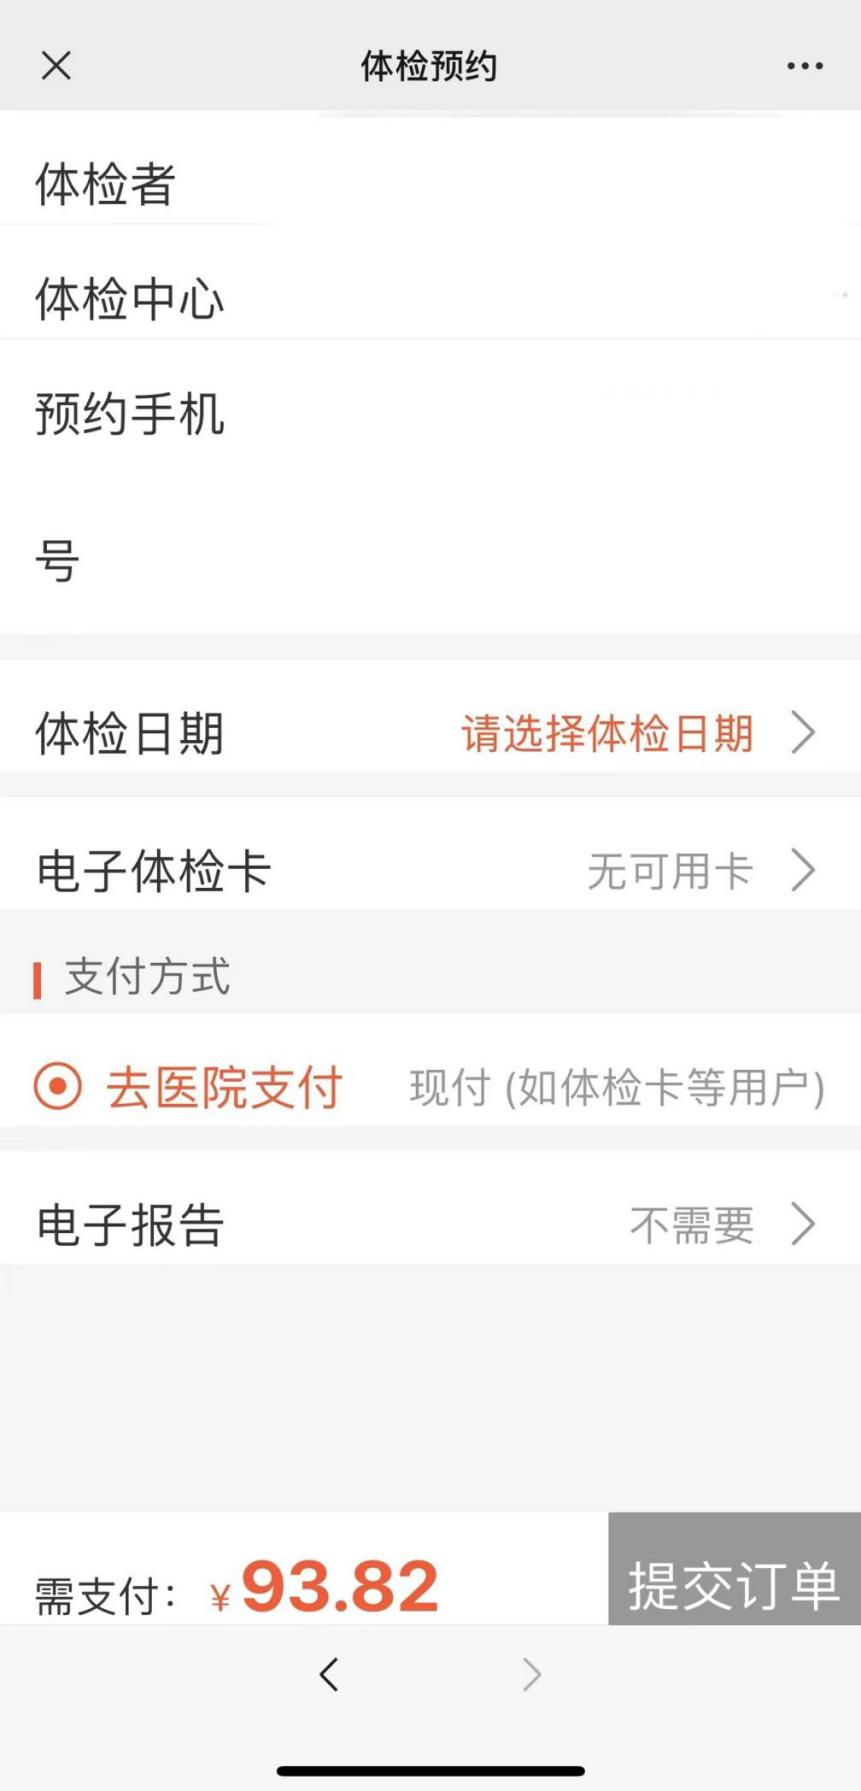 体检预约
体检者
体检中心
预约手机
号
体检日期 请选择体检日期
电子体检卡 无可用卡
支付方式
去医院支付 现付 (如体检卡等用户)
电子报告 不需要
需支付: ¥93.82 提交订单